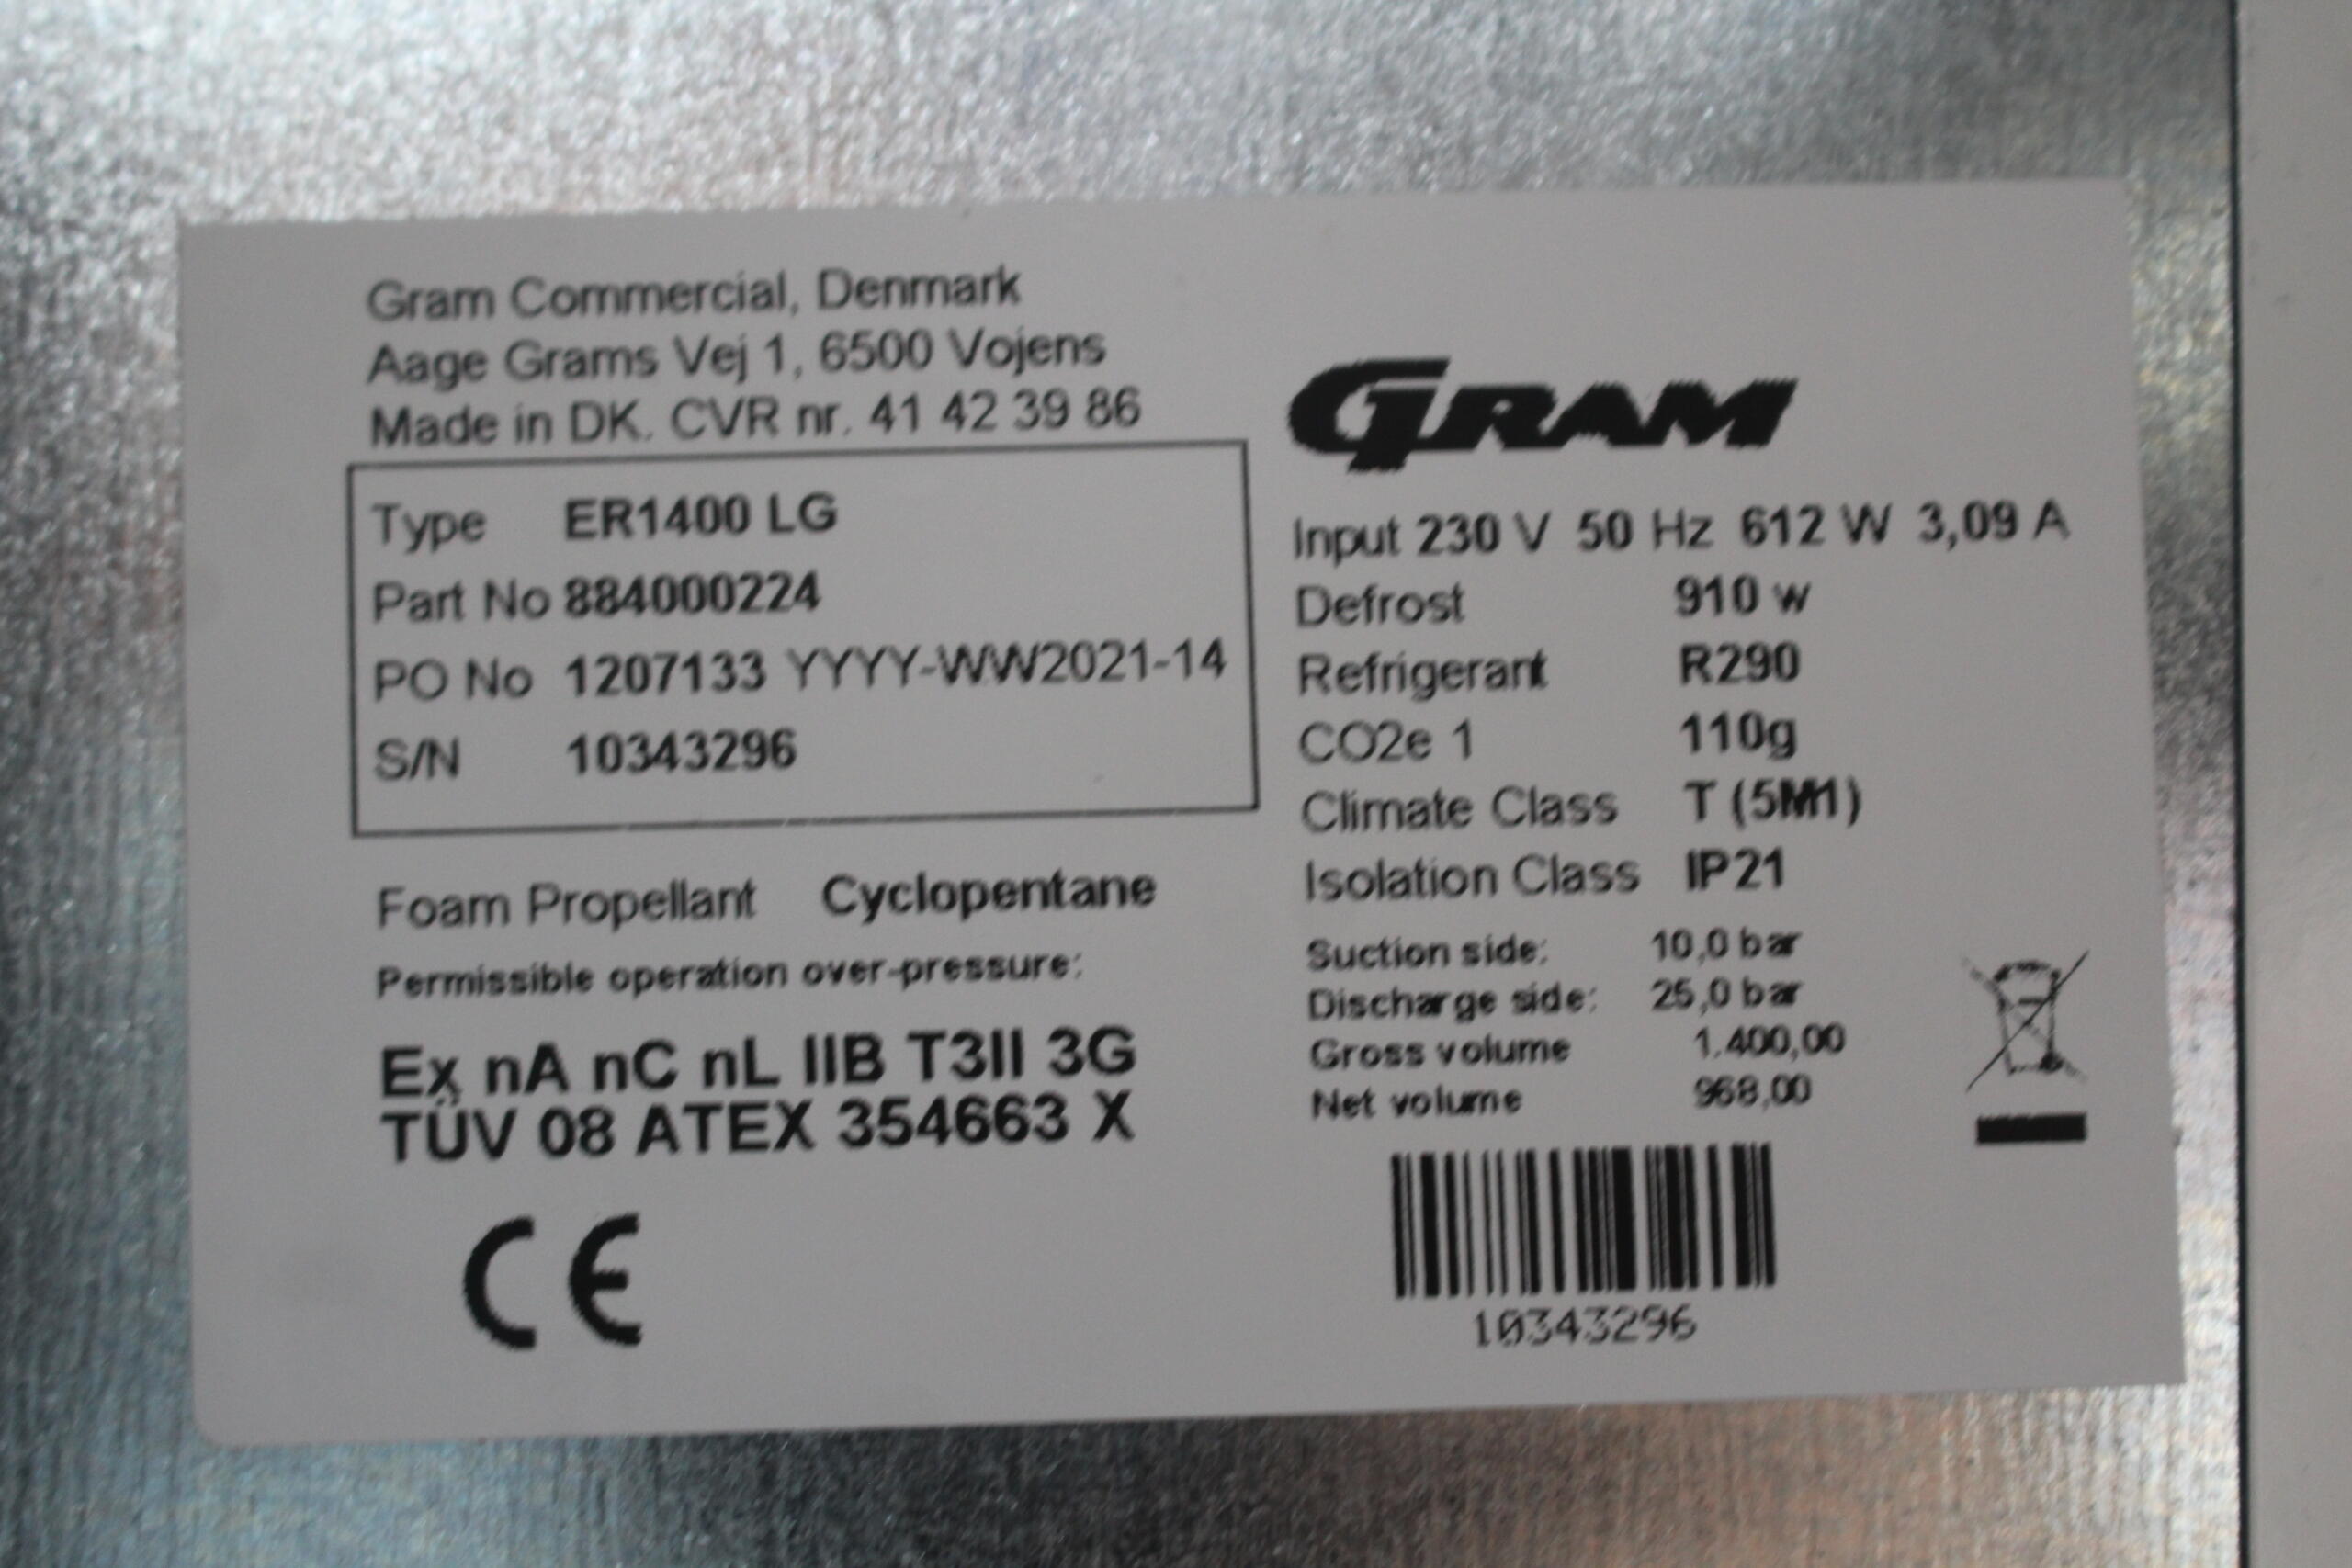 Gram Commercial, Denmark
Aage Grams Vej 1, 6500 Vojens
Made in DK. CVR nr. 41 42 39 86
Type ER1400 LG
Part No 884000224
PO No 1207133 YYYY-WW2021-14
S/N 10343296
Foam Propellant Cyclopentane
Permissible operation over-pressure:
Ex nA nC nL IIB T3II 3G
TÜV 08 ATEX 354663 X
CE
GRAM
Input 230 V 50 Hz 612 W 3,09 A
Defrost 910 w
Refrigerant R290
CO2e 1 110g
Climate Class T (5M1)
Isolation Class IP21
Suction side: 10,0 bar
Discharge side: 25,0 bar
Gross volume 1.400,00
Net volume 968,00
10343296